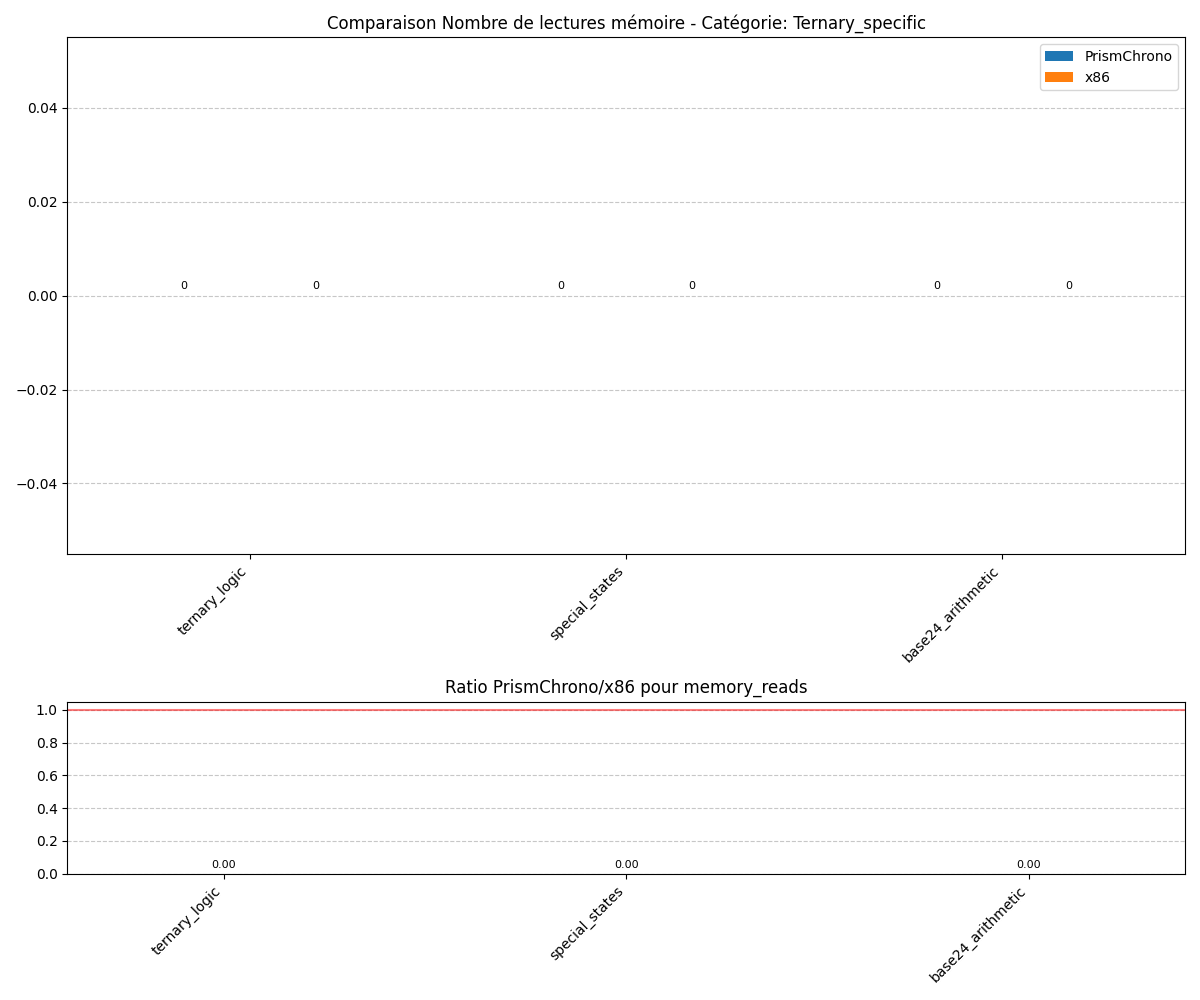 Comparaison Nombre de lectures mémoire - Catégorie: Ternary_specific
PrismChrono
x86
0.04
0.02
0.00
−0.02
−0.04
0 0 0 0 0 0
ternary_logic
special_states
base24_arithmetic
Ratio PrismChrono/x86 pour memory_reads
1.0
0.8
0.6
0.4
0.2
0.0
0.00 0.00 0.00
ternary_logic
special_states
base24_arithmetic